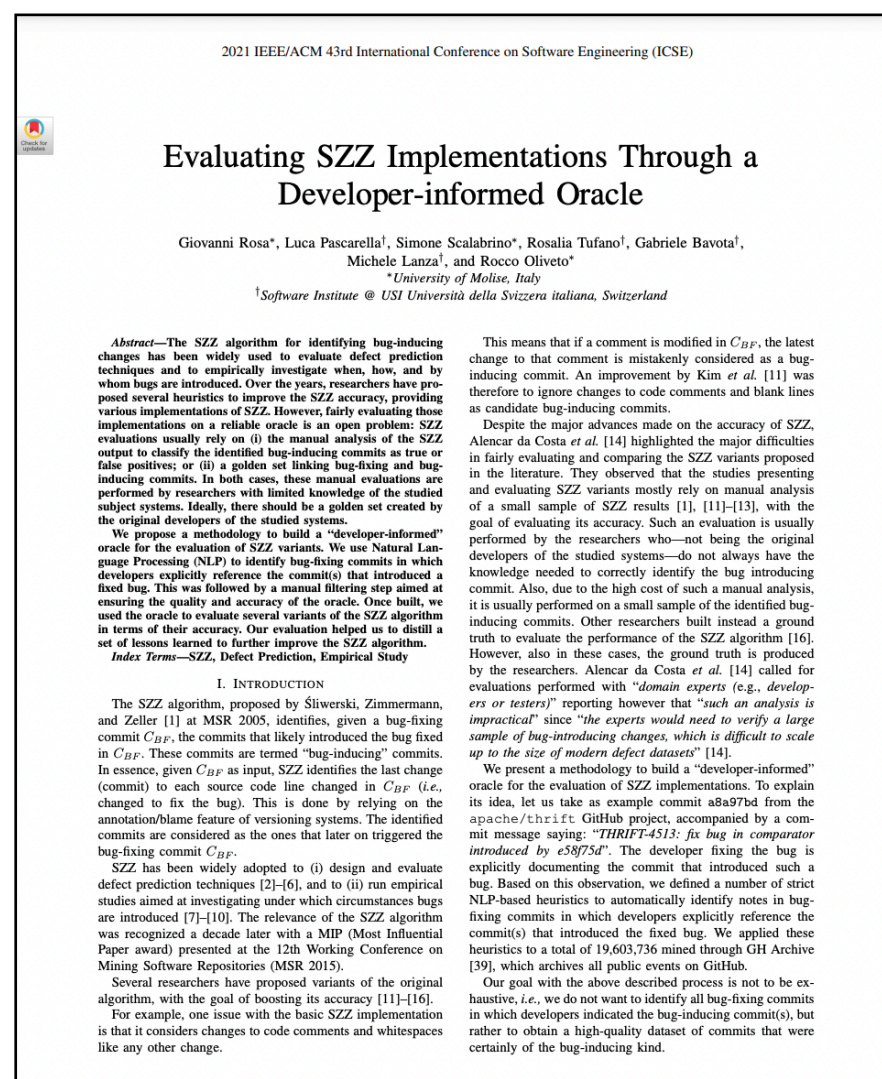 2021 IEEE/ACM 43rd International Conference on Software Engineering (ICSE)
Check for
updates
Evaluating SZZ Implementations Through a
Developer-informed Oracle
Giovanni Rosa*, Luca Pascarella†, Simone Scalabrino*, Rosalia Tufano†, Gabriele Bavota†,
Michele Lanza†, and Rocco Oliveto*
*University of Molise, Italy
†Software Institute @ USI Università della Svizzera italiana, Switzerland
Abstract—The SZZ algorithm for identifying bug-inducing
changes has been widely used to evaluate defect prediction
techniques and to empirically investigate when, how, and by
whom bugs are introduced. Over the years, researchers have pro-
posed several heuristics to improve the SZZ accuracy, providing
various implementations of SZZ. However, fairly evaluating those
implementations on a reliable oracle is an open problem: SZZ
evaluations usually rely on (i) the manual analysis of the SZZ
output to classify the identified bug-inducing commits as true or
false positives; or (ii) a golden set linking bug-fixing and bug-
inducing commits. In both cases, these manual evaluations are
performed by researchers with limited knowledge of the studied
subject systems. Ideally, there should be a golden set created by
the original developers of the studied systems.
We propose a methodology to build a “developer-informed”
oracle for the evaluation of SZZ variants. We use Natural Lan-
guage Processing (NLP) to identify bug-fixing commits in which
developers explicitly reference the commit(s) that introduced a
fixed bug. This was followed by a manual filtering step aimed at
ensuring the quality and accuracy of the oracle. Once built, we
used the oracle to evaluate several variants of the SZZ algorithm
in terms of their accuracy. Our evaluation helped us to distill a
set of lessons learned to further improve the SZZ algorithm.
Index Terms—SZZ, Defect Prediction, Empirical Study
I. INTRODUCTION
The SZZ algorithm, proposed by Śliwerski, Zimmermann,
and Zeller [1] at MSR 2005, identifies, given a bug-fixing
commit CBF, the commits that likely introduced the bug fixed
in CBF. These commits are termed “bug-inducing” commits.
In essence, given CBF as input, SZZ identifies the last change
(commit) to each source code line changed in CBF (i.e.,
changed to fix the bug). This is done by relying on the
annotation/blame feature of versioning systems. The identified
commits are considered as the ones that later on triggered the
bug-fixing commit CBF.
SZZ has been widely adopted to (i) design and evaluate
defect prediction techniques [2]–[6], and to (ii) run empirical
studies aimed at investigating under which circumstances bugs
are introduced [7]–[10]. The relevance of the SZZ algorithm
was recognized a decade later with a MIP (Most Influential
Paper award) presented at the 12th Working Conference on
Mining Software Repositories (MSR 2015).
Several researchers have proposed variants of the original
algorithm, with the goal of boosting its accuracy [11]–[16].
For example, one issue with the basic SZZ implementation
is that it considers changes to code comments and whitespaces
like any other change.
This means that if a comment is modified in CBF, the latest
change to that comment is mistakenly considered as a bug-
inducing commit. An improvement by Kim et al. [11] was
therefore to ignore changes to code comments and blank lines
as candidate bug-inducing commits.
Despite the major advances made on the accuracy of SZZ,
Alencar da Costa et al. [14] highlighted the major difficulties
in fairly evaluating and comparing the SZZ variants proposed
in the literature. They observed that the studies presenting
and evaluating SZZ variants mostly rely on manual analysis
of a small sample of SZZ results [1], [11]–[13], with the
goal of evaluating its accuracy. Such an evaluation is usually
performed by the researchers who—not being the original
developers of the studied systems—do not always have the
knowledge needed to correctly identify the bug introducing
commit. Also, due to the high cost of such a manual analysis,
it is usually performed on a small sample of the identified bug-
inducing commits. Other researchers built instead a ground
truth to evaluate the performance of the SZZ algorithm [16].
However, also in these cases, the ground truth is produced
by the researchers. Alencar da Costa et al. [14] called for
evaluations performed with “domain experts (e.g., develop-
ers or testers)” reporting however that “such an analysis is
impractical” since “the experts would need to verify a large
sample of bug-introducing changes, which is difficult to scale
up to the size of modern defect datasets” [14].
We present a methodology to build a “developer-informed”
oracle for the evaluation of SZZ implementations. To explain
its idea, let us take as example commit a8a97bd from the
apache/thrift GitHub project, accompanied by a com-
mit message saying: “THRIFT-4513: fix bug in comparator
introduced by e58f75d”. The developer fixing the bug is
explicitly documenting the commit that introduced such a
bug. Based on this observation, we defined a number of strict
NLP-based heuristics to automatically identify notes in bug-
fixing commits in which developers explicitly reference the
commit(s) that introduced the fixed bug. We applied these
heuristics to a total of 19,603,736 mined through GH Archive
[39], which archives all public events on GitHub.
Our goal with the above described process is not to be ex-
haustive, i.e., we do not want to identify all bug-fixing commits
in which developers indicated the bug-inducing commit(s), but
rather to obtain a high-quality dataset of commits that were
certainly of the bug-inducing kind.